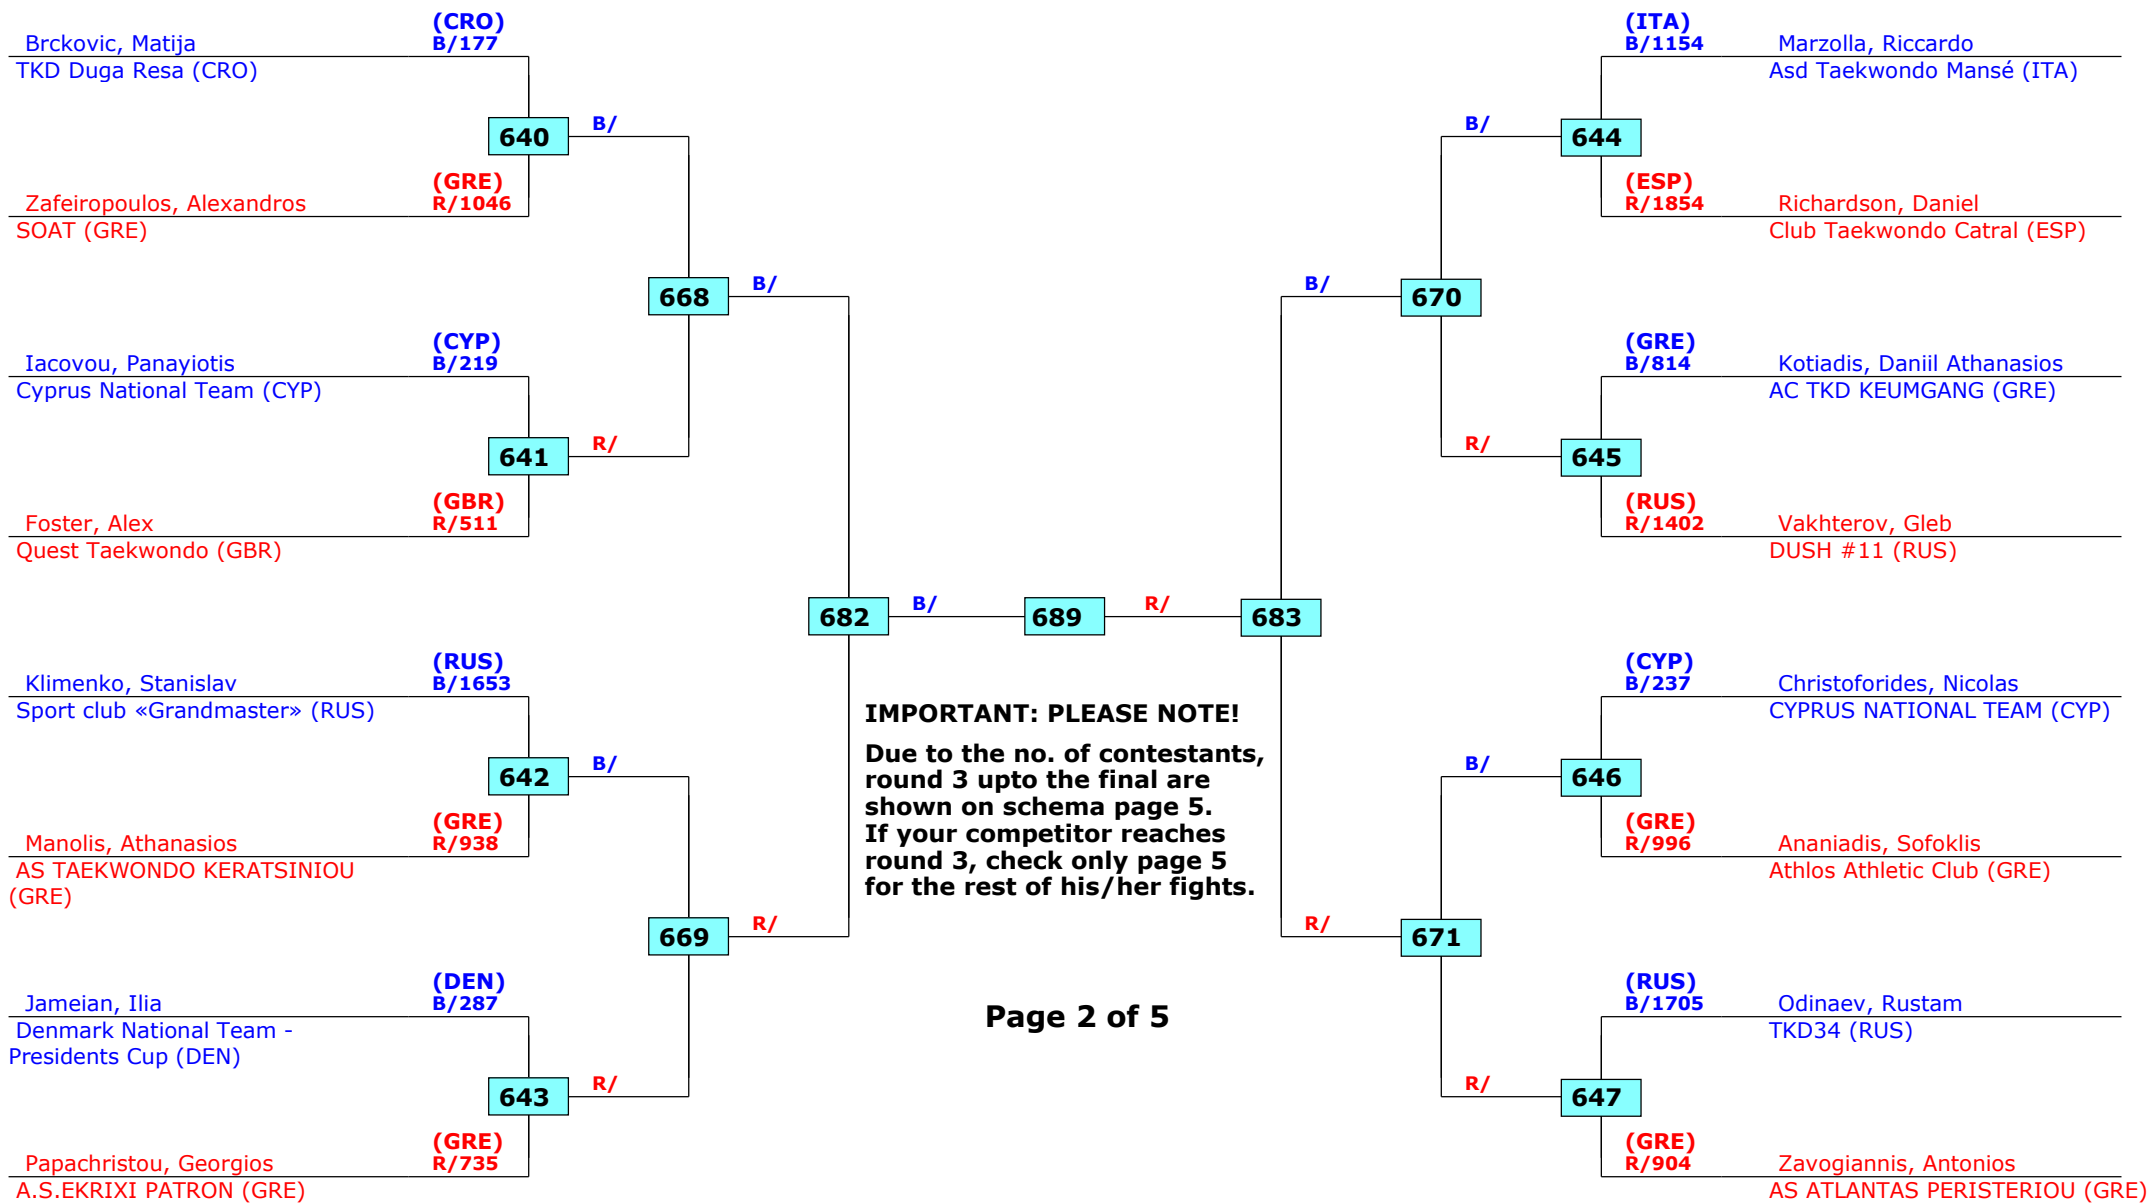 (CRO)
Brckovic, Matija B/177
TKD Duga Resa (CRO)
640
B/
(GRE)
Zafeiropoulos, Alexandros R/1046
SOAT (GRE)
668
B/
(CYP)
Iacovou, Panayiotis B/219
Cyprus National Team (CYP)
641
R/
(GBR)
Foster, Alex R/511
Quest Taekwondo (GBR)
682
B/
689
R/
683
(RUS)
Klimenko, Stanislav B/1653
Sport club «Grandmaster» (RUS)
642
B/
(GRE)
Manolis, Athanasios R/938
AS TAEKWONDO KERATSINIOU
(GRE)
669
R/
(DEN)
Jameian, Ilia B/287
Denmark National Team -
Presidents Cup (DEN)
643
R/
(GRE)
Papachristou, Georgios R/735
A.S.EKRIXI PATRON (GRE)
IMPORTANT: PLEASE NOTE!
Due to the no. of contestants,
round 3 upto the final are
shown on schema page 5.
If your competitor reaches
round 3, check only page 5
for the rest of his/her fights.
Page 2 of 5
(ITA)
B/1154 Marzolla, Riccardo
Asd Taekwondo Mansé (ITA)
B/
644
(ESP)
R/1854 Richardson, Daniel
Club Taekwondo Catral (ESP)
B/
670
(GRE)
B/814 Kotiadis, Daniil Athanasios
AC TKD KEUMGANG (GRE)
R/
645
(RUS)
R/1402 Vakhterov, Gleb
DUSH #11 (RUS)
(CYP)
B/237 Christoforides, Nicolas
CYPRUS NATIONAL TEAM (CYP)
B/
646
(GRE)
R/996 Ananiadis, Sofoklis
Athlos Athletic Club (GRE)
R/
671
(RUS)
B/1705 Odinaev, Rustam
TKD34 (RUS)
R/
647
(GRE)
R/904 Zavogiannis, Antonios
AS ATLANTAS PERISTERIOU (GRE)